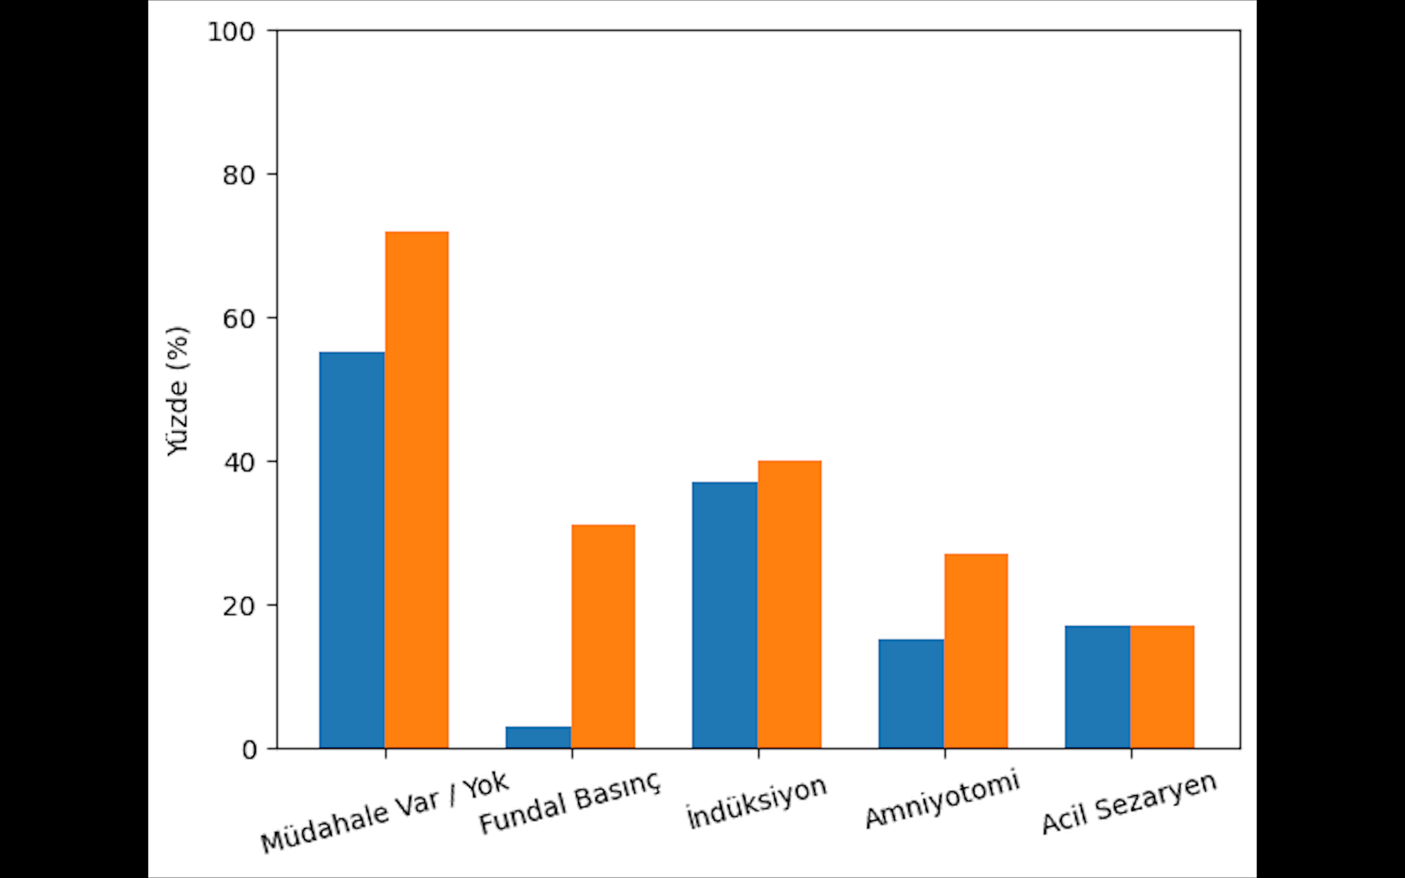 100
80
60
40
20
0
Yüzde (%)
Müdahale Var / Yok
Fundal Basınç
İndüksiyon
Amniyotomi
Acil Sezaryen